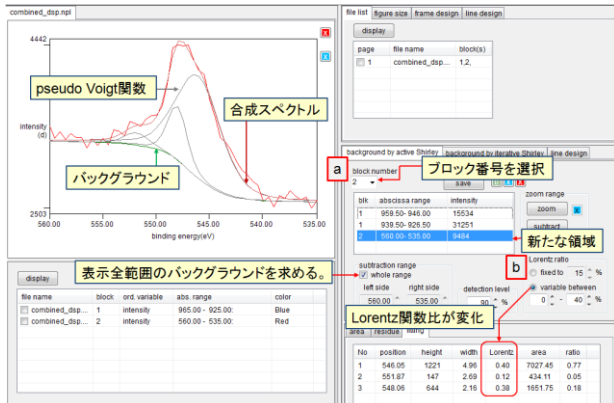 combined_dsp.npl
4442
intensity
(d)
2503
560.00
555.00
550.00
545.00
540.00
535.00
binding energy(eV)
pseudo Voigt関数
合成スペクトル
バックグラウンド
表示全範囲のバックグラウンドを求める。
display
file name block ord. variable abs. range color
combined_dsp... 1 intensity 965.00 - 925.00: Blue
combined_dsp... 2 intensity 560.00 - 535.00: Red
file list figure size frame design line design
display
page file name block(s)
1 combined_dsp... 1,2,
background by active Shirley background by iterative Shirley line design
a
block number
2
ブロック番号を選択
save
blk abscissa range intensity
1 959.50- 946.00 15534
1 939.50- 926.50 31251
2 560.00- 535.00 9484
zoom range
zoom
subtract
新たな領域
subtraction range
whole range
left side right side
560.00 535.00
detection level
90 %
b
Lorentz ratio
fixed to 15 %
variable between
0 - 40 %
Lorentz関数比が変化
area residue fitting
No position height width Lorentz area ratio
1 546.05 1221 4.96 0.40 7027.45 0.77
2 551.87 147 2.69 0.12 434.11 0.05
3 548.06 644 2.16 0.38 1651.75 0.18